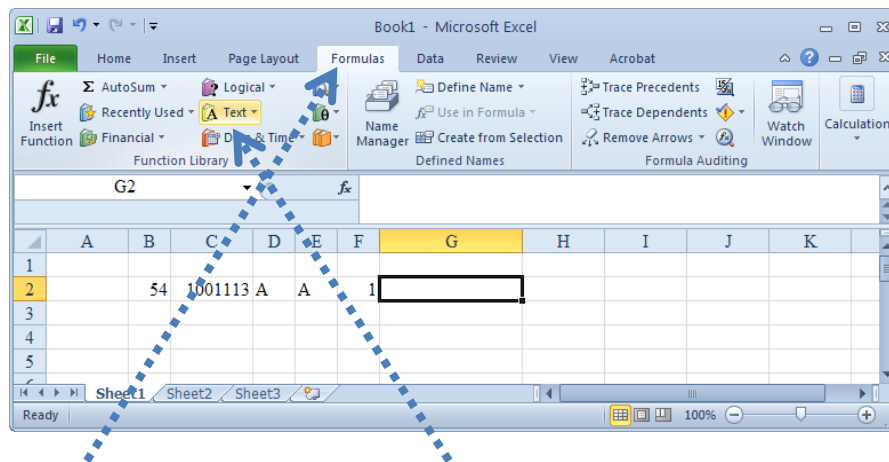 Book1 - Microsoft Excel
File Home Insert Page Layout Formulas Data Review View Acrobat
Σ AutoSum Logical Define Name Trace Precedents
fx Recently Used A Text θ Use in Formula Trace Dependents
Insert Function Financial & Time Name Manager Create from Selection Remove Arrows Watch Window Calculation
Function Library Defined Names Formula Auditing
G2 fx
A B C D E F G H I J K
1
2 54 1001113 A A 1
3
4
5
Sheet1 Sheet2 Sheet3
Ready 100%